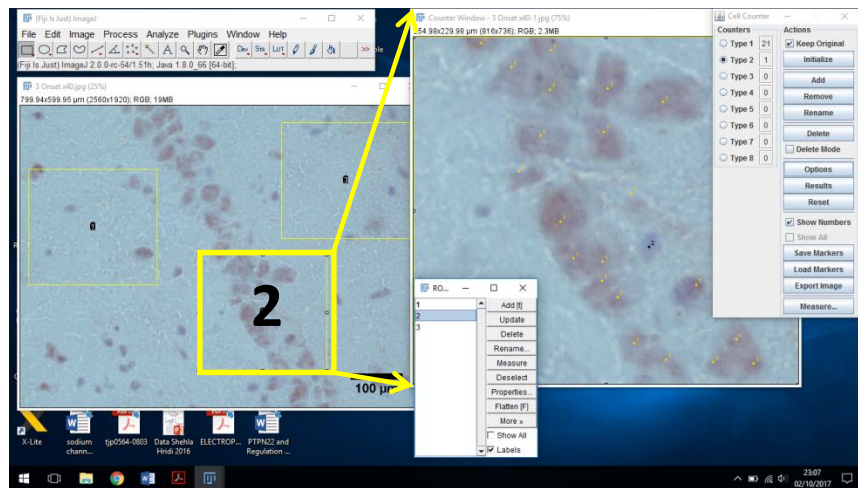 (Fiji Is Just) ImageJ
File Edit Image Process Analyze Plugins Window Help
Dev Stk LUT >>
(Fiji Is Just) ImageJ 2.0.0-rc-54/1.51h; Java 1.8.0_66 [64-bit];
3 Onset x40.jpg (25%)
799.94x599.95 µm (2560x1920); RGB; 19MB
2
100 µm
Counter Window - 3 Onset x40-1.jpg (75%)
254.98x229.98 µm (816x736); RGB; 2.3MB
2
Cell Counter
Counters
Type 1 21
Type 2 1
Type 3 0
Type 4 0
Type 5 0
Type 6 0
Type 7 0
Type 8 0
Actions
Keep Original
Initialize
Add
Remove
Rename
Delete
Delete Mode
Options
Results
Reset
Show Numbers
Show All
Save Markers
Load Markers
Export Image
Measure...
RO...
1
2
3
Add [t]
Update
Delete
Rename...
Measure
Deselect
Properties...
Flatten [F]
More »
Show All
Labels
X-Lite
sodium chann...
tjp0564-0803
Data Shehla Hridi 2016
ELECTROP...
PTPN22 and Regulation ...
23:07
02/10/2017